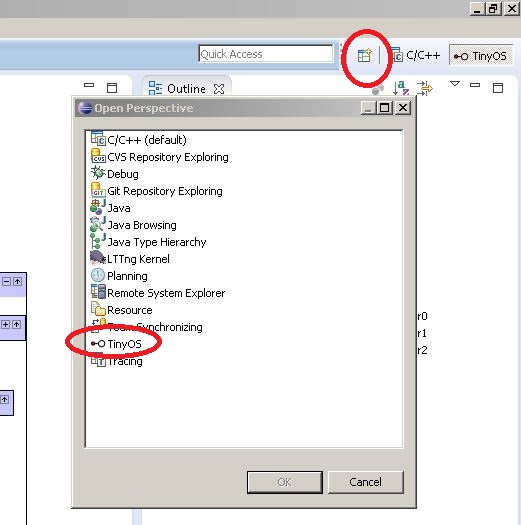 Quick Access
C/C++
TinyOS
Outline
Open Perspective
C/C++ (default)
CVS Repository Exploring
Debug
Git Repository Exploring
Java
Java Browsing
Java Type Hierarchy
LTTng Kernel
Planning
Remote System Explorer
Resource
Team Synchronizing
TinyOS
Tracing
r0
r1
r2
OK
Cancel